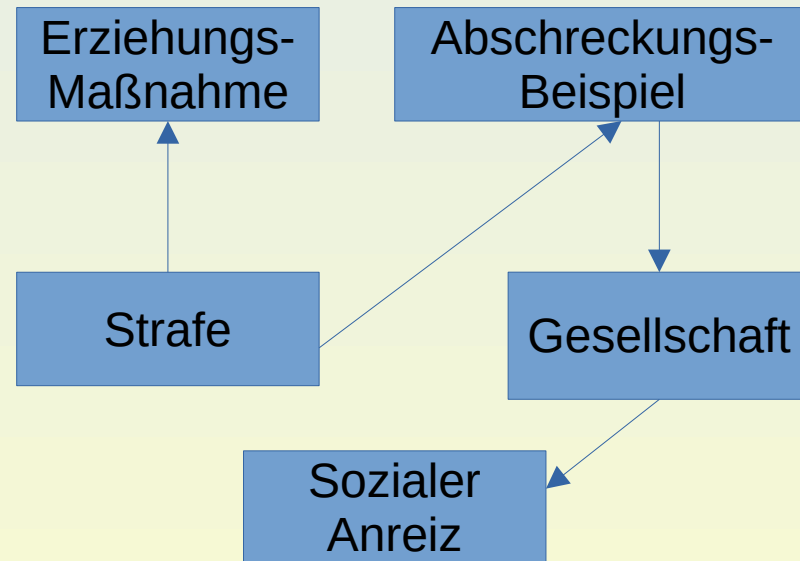 Erziehungs-
Maßnahme
Abschreckungs-
Beispiel
Strafe
Gesellschaft
Sozialer
Anreiz